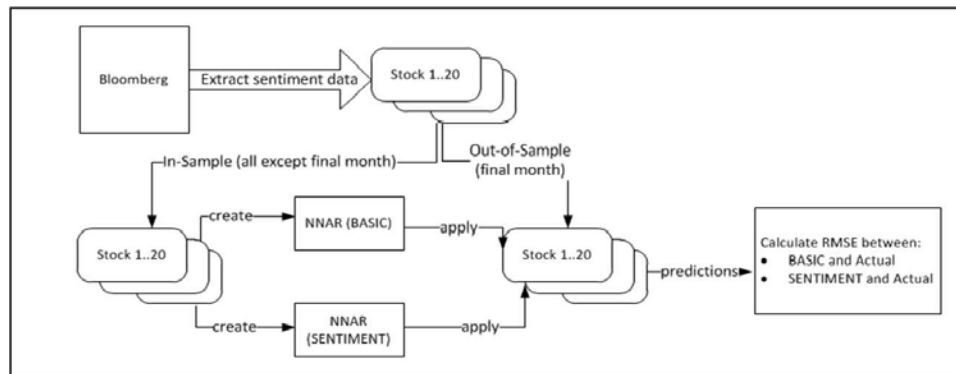 Bloomberg
Extract sentiment data
Stock 1..20
In-Sample (all except final month)
Out-of-Sample
(final month)
create
NNAR (BASIC)
apply
Stock 1..20
Stock 1..20
predictions
Calculate RMSE between:
• BASIC and Actual
• SENTIMENT and Actual
create
NNAR
(SENTIMENT)
apply